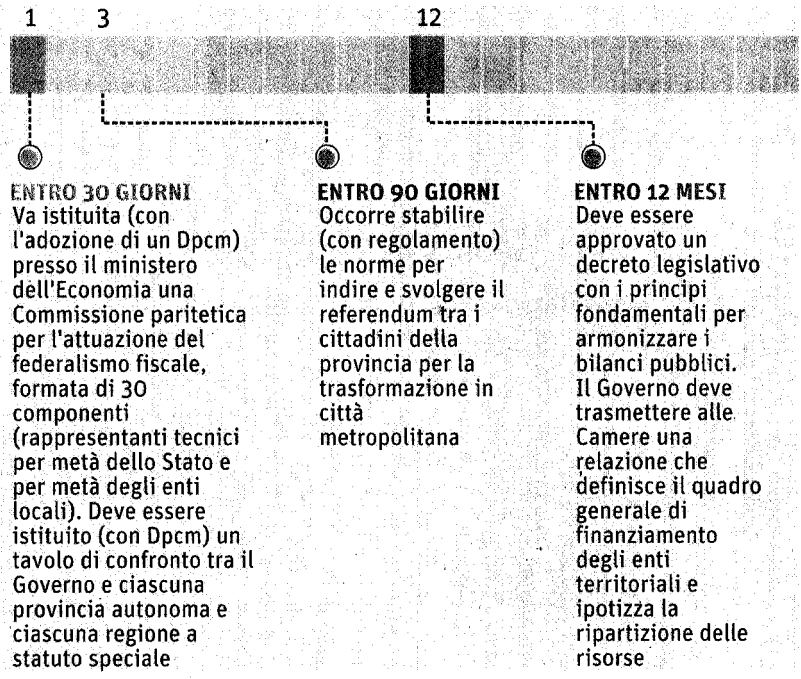 1 3 12
ENTRO 30 GIORNI
Va istituita (con
l'adozione di un Dpcm)
presso il ministero
dell'Economia una
Commissione paritetica
per l'attuazione del
federalismo fiscale,
formata di 30
componenti
(rappresentanti tecnici
per metà dello Stato e
per metà degli enti
locali). Deve essere
istituito (con Dpcm) un
tavolo di confronto tra il
Governo e ciascuna
provincia autonoma e
ciascuna regione a
statuto speciale
ENTRO 90 GIORNI
Occorre stabilire
(con regolamento)
le norme per
indire e svolgere il
referendum tra i
cittadini della
provincia per la
trasformazione in
città
metropolitana
ENTRO 12 MESI
Deve essere
approvato un
decreto legislativo
con i principi
fondamentali per
armonizzare i
bilanci pubblici.
Il Governo deve
trasmettere alle
Camere una
relazione che
definisce il quadro
generale di
finanziamento
degli enti
territoriali e
ipotizza la
ripartizione delle
risorse